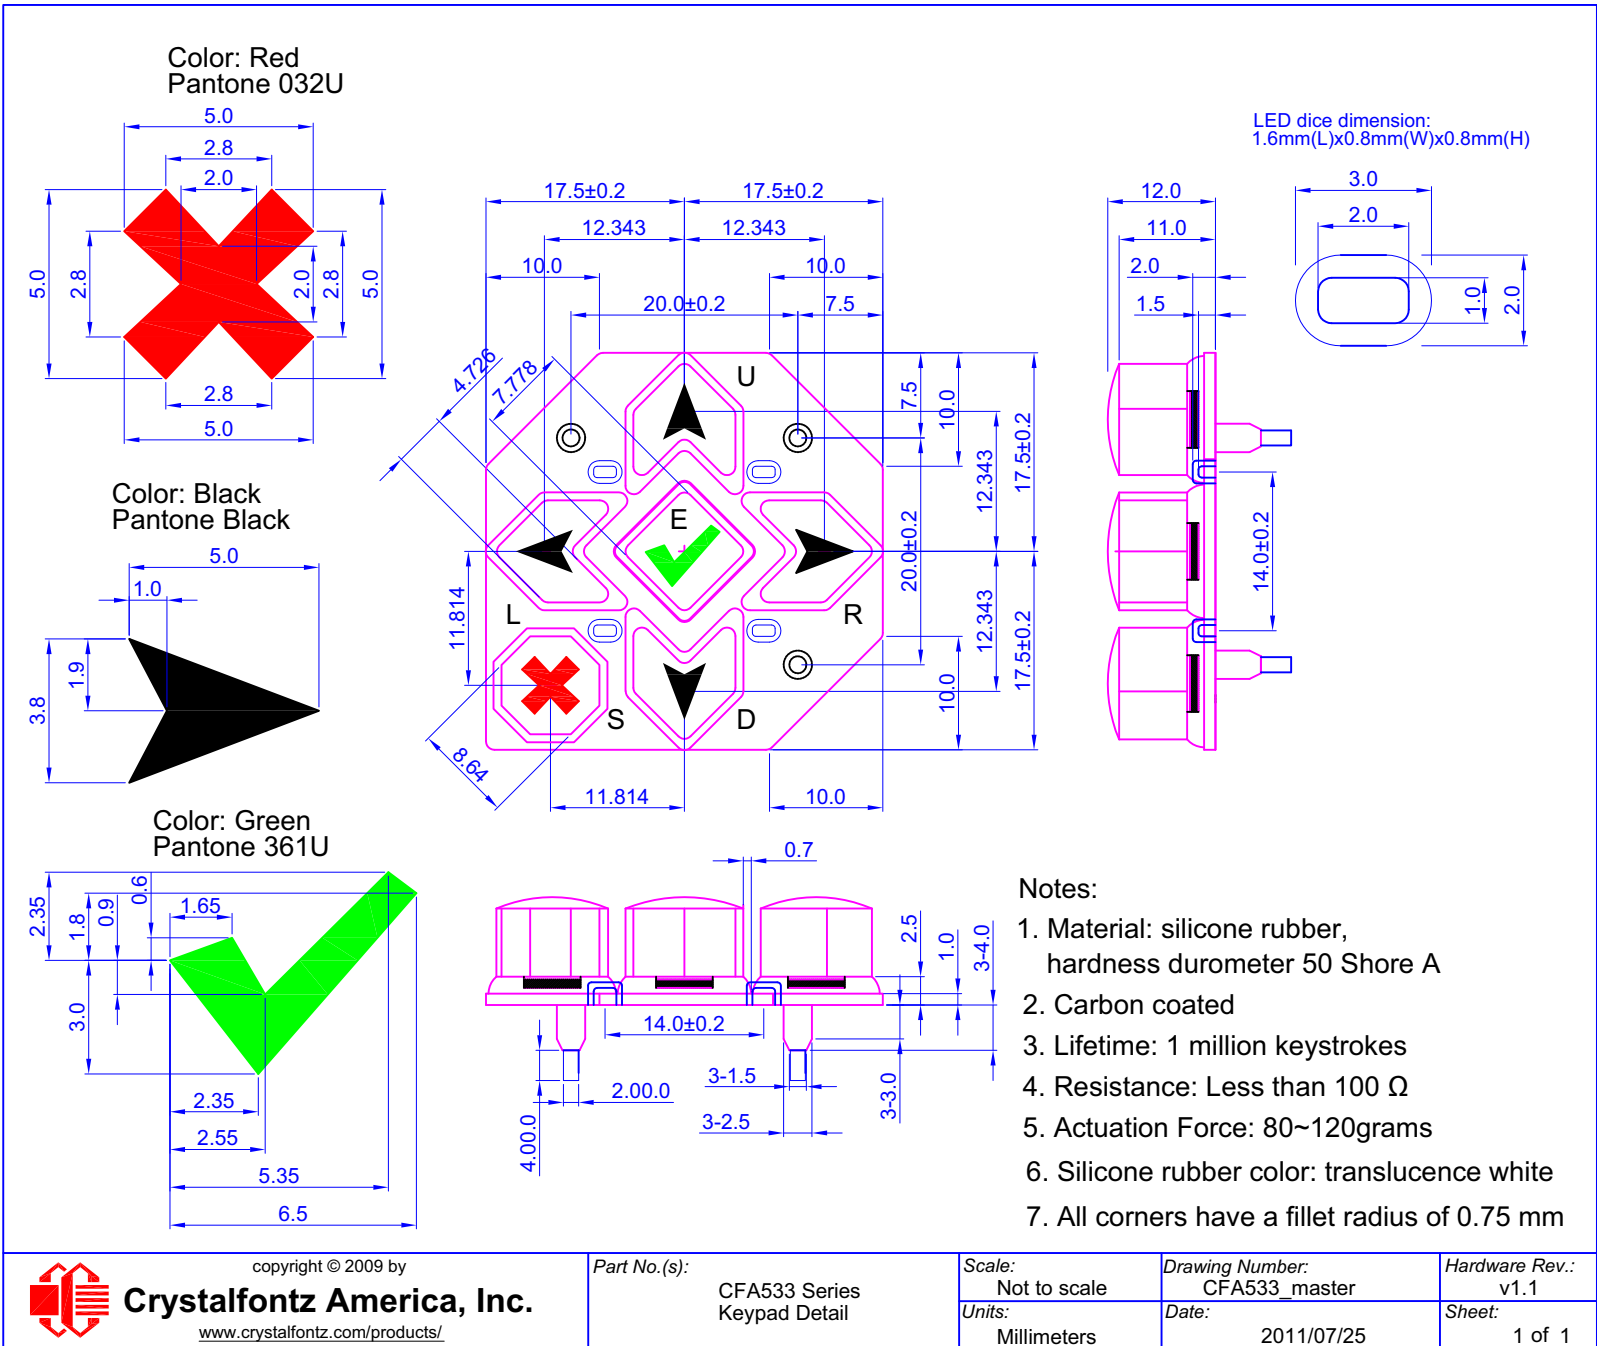 Color: Red
Pantone 032U
5.0
2.8
2.0
5.0
2.8
2.0
2.8
5.0
2.8
5.0
Color: Black
Pantone Black
5.0
1.0
1.9
3.8
Color: Green
Pantone 361U
0.6
1.65
0.9
1.8
2.35
3.0
2.35
2.55
5.35
6.5
17.5±0.2
17.5±0.2
12.343
12.343
10.0
10.0
20.0±0.2
7.5
4.726
7.778
U
E
L
R
S
D
7.5
10.0
12.343
17.5±0.2
20.0±0.2
12.343
17.5±0.2
10.0
11.814
8.64
11.814
10.0
12.0
11.0
2.0
1.5
14.0±0.2
LED dice dimension:
1.6mm(L)x0.8mm(W)x0.8mm(H)
3.0
2.0
1.0
2.0
0.7
2.5
1.0
3-4.0
14.0±0.2
3-1.5
2.00.0
3-2.5
4.00.0
3-3.0
Notes:
1. Material: silicone rubber,
hardness durometer 50 Shore A
2. Carbon coated
3. Lifetime: 1 million keystrokes
4. Resistance: Less than 100 Ω
5. Actuation Force: 80~120grams
6. Silicone rubber color: translucence white
7. All corners have a fillet radius of 0.75 mm
copyright © 2009 by
Crystalfontz America, Inc.
www.crystalfontz.com/products/
Part No.(s):
CFA533 Series
Keypad Detail
Scale:
Not to scale
Drawing Number:
CFA533_master
Hardware Rev.:
v1.1
Units:
Millimeters
Date:
2011/07/25
Sheet:
1 of 1